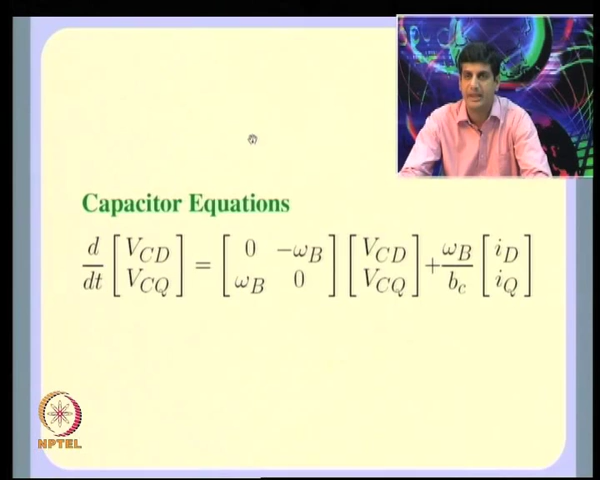 Capacitor Equations
d/dt [V_CD V_CQ] = [0 −ω_B ω_B 0] [V_CD V_CQ] + ω_B/b_c [i_D i_Q]
NPTEL